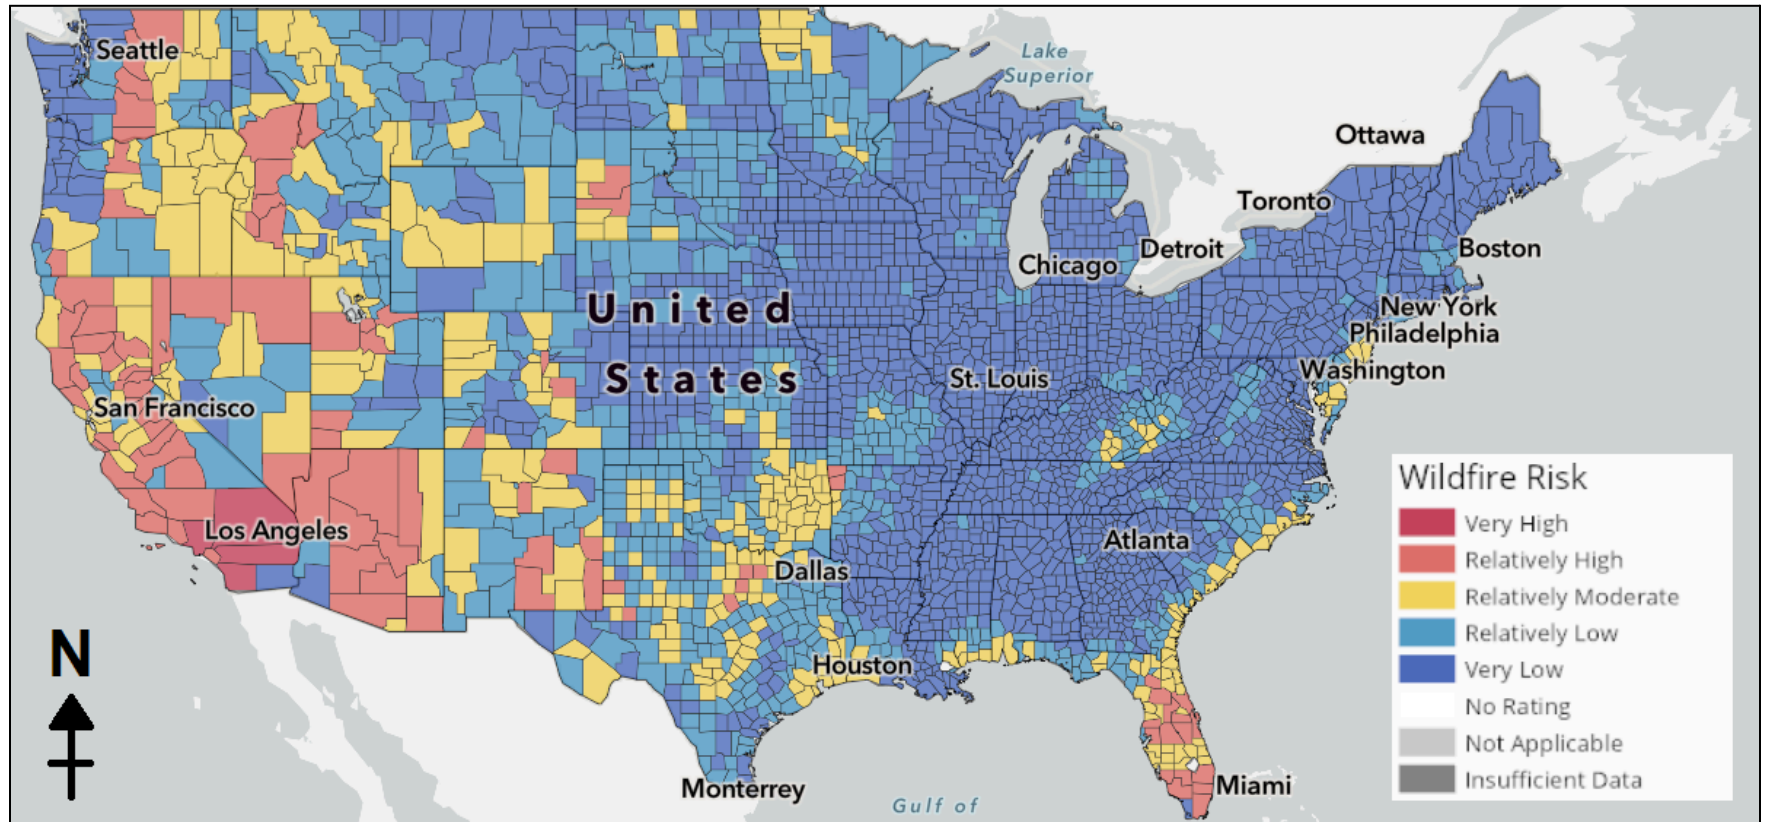 Seattle
Lake
Superior
Ottawa
Toronto
Boston
Detroit
Chicago
United
New York
Philadelphia
Washington
States
St. Louis
San Francisco
Wildfire Risk
Very High
Relatively High
Relatively Moderate
Relatively Low
Very Low
No Rating
Not Applicable
Insufficient Data
Los Angeles
Atlanta
Dallas
N
Houston
Monterrey
Miami
Gulf of